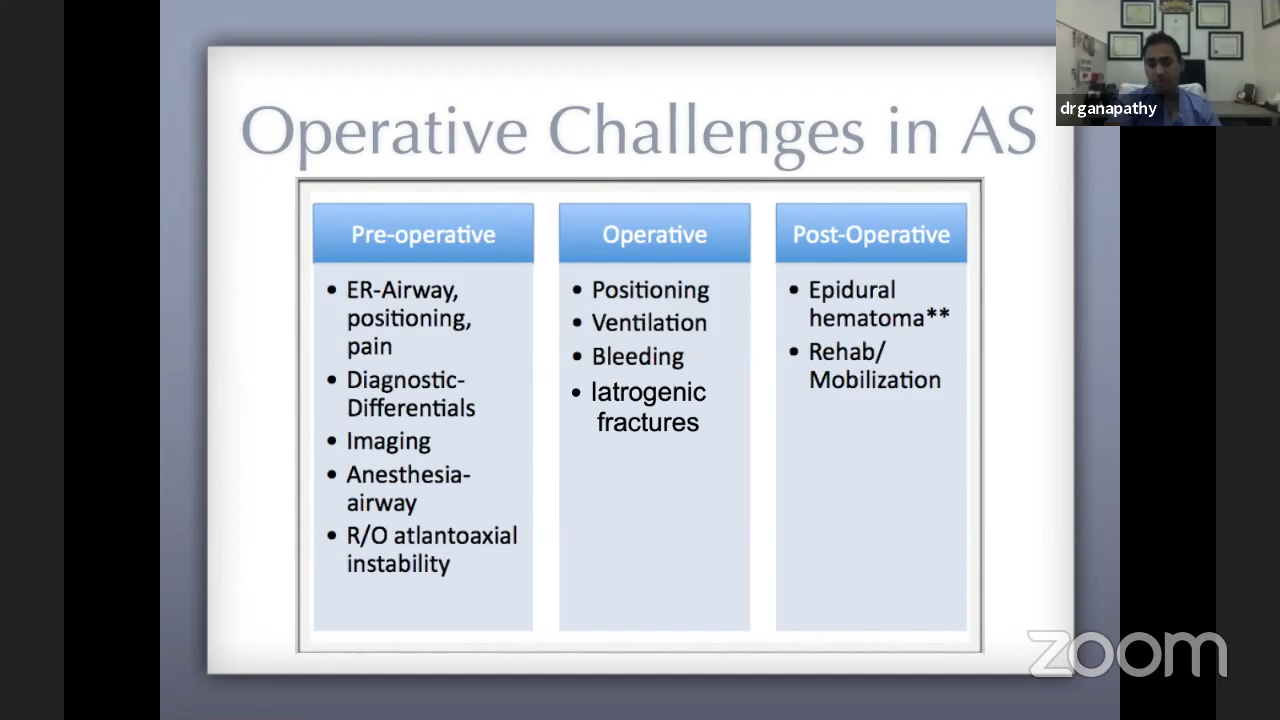 Operative Challenges in AS
drganapathy
Pre-operative
• ER-Airway,
positioning,
pain
• Diagnostic-
Differentials
• Imaging
• Anesthesia-
airway
• R/O atlantoaxial
instability
Operative
• Positioning
• Ventilation
• Bleeding
• Iatrogenic
fractures
Post-Operative
• Epidural
hematoma**
• Rehab/
Mobilization
zoom